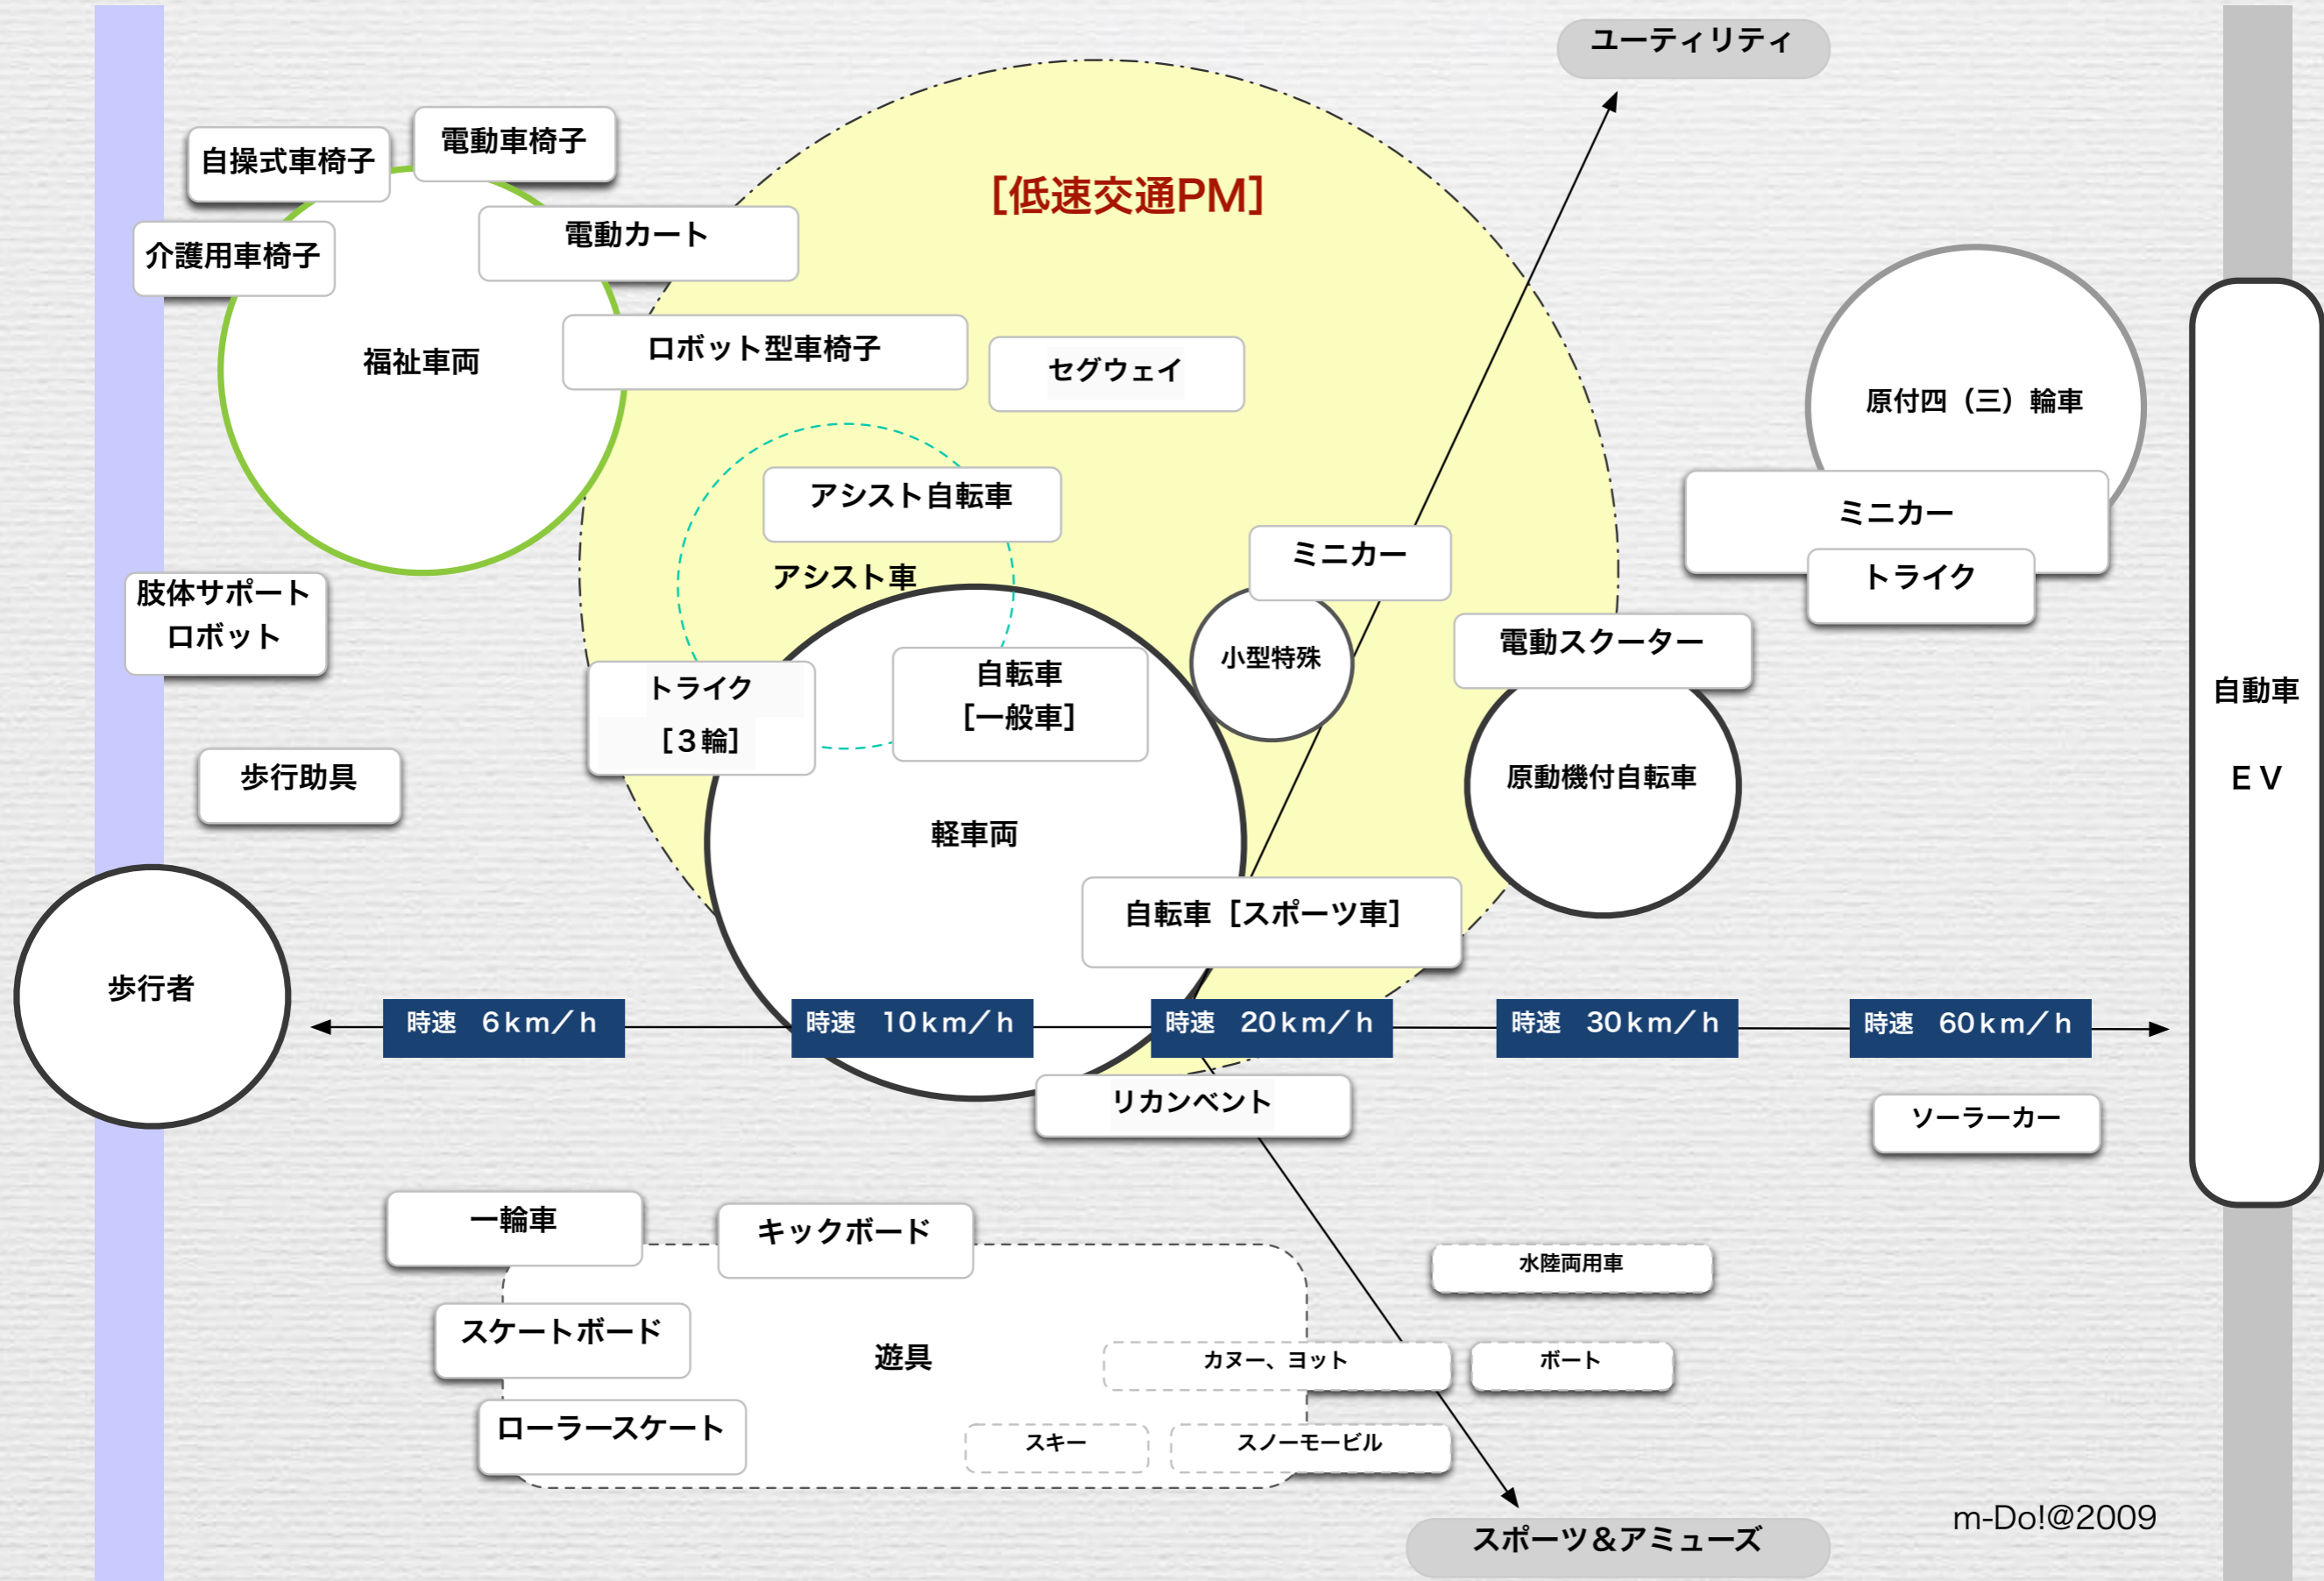 ユーティリティ
電動車椅子
自操式車椅子
[低速交通PM]
電動カート
介護用車椅子
ロボット型車椅子
福祉車両
セグウェイ
原付四（三）輪車
アシスト自転車
ミニカー
ミニカー
アシスト車
トライク
肢体サポート
ロボット
電動スクーター
小型特殊
自転車
［一般車］
トライク
［３輪］
自動車
ＥＶ
歩行助具
原動機付自転車
軽車両
自転車［スポーツ車］
歩行者
時速　6ｋｍ／ｈ
時速　10ｋｍ／ｈ
時速　20ｋｍ／ｈ
時速　30ｋｍ／ｈ
時速　60ｋｍ／ｈ
リカンベント
ソーラーカー
一輪車
キックボード
水陸両用車
スケートボード
遊具
カヌー、ヨット
ボート
ローラースケート
スキー
スノーモービル
m-Do!@2009
スポーツ＆アミューズ